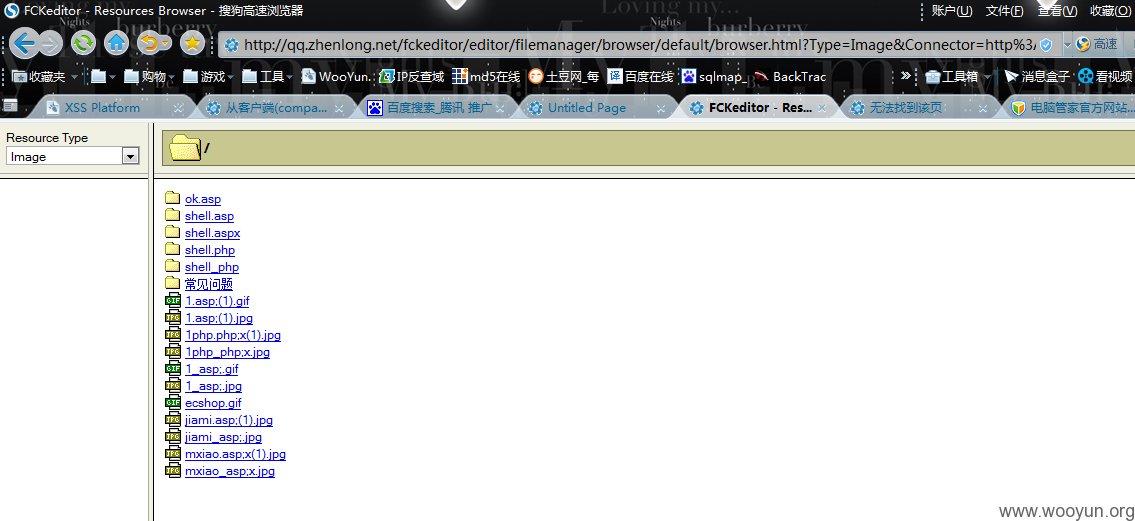 FCKeditor - Resources Browser - 搜狗高速浏览器
账户(U) 文件(F) 查看(V) 收藏(O)
Loving my...
Nights
burberry
http://qq.zhenlong.net/fckeditor/editor/filemanager/browser/default/browser.html?Type=Image&Connector=http%3
高速
收藏夹 购物 游戏 工具 WooYun. IP反查域 md5在线 土豆网_每 百度在线 sqlmap_ BackTrac » 工具箱 消息盒子 看视频
XSS Platform 从客户端(compa... 百度搜索_腾讯 推广 Untitled Page FCKeditor - Res... 无法找到该页 电脑管家官方网站...
Resource Type
Image
/
ok.asp
shell.asp
shell.aspx
shell.php
shell_php
常见问题
1.asp;(1).gif
1.asp;(1).jpg
1php.php;x(1).jpg
1php_php;x.jpg
1_asp;.gif
1_asp;.jpg
ecshop.gif
jiami.asp;(1).jpg
jiami_asp;.jpg
mxiao.asp;x(1).jpg
mxiao_asp;x.jpg
www.wooyun.org